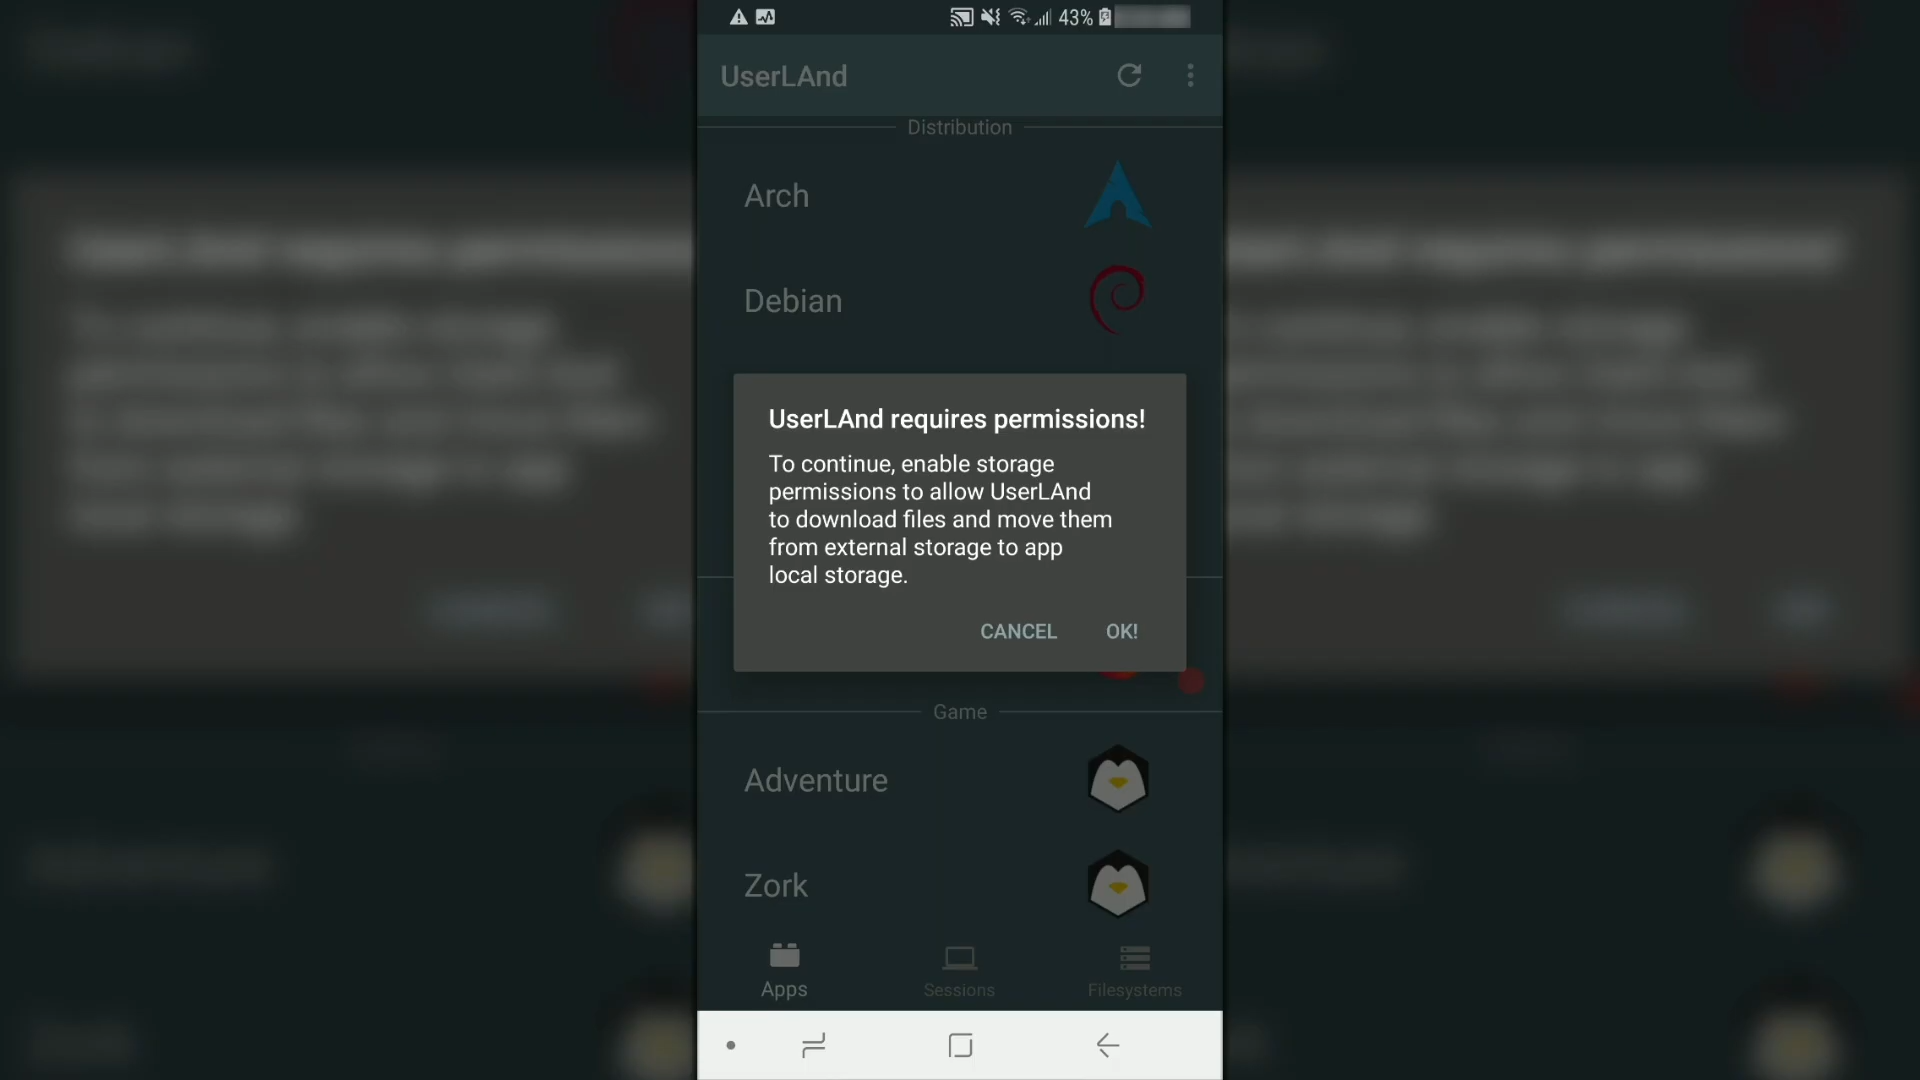 43%
UserLAnd
Distribution
Arch
Debian
UserLAnd requires permissions!
To continue, enable storage
permissions to allow UserLAnd
to download files and move them
from external storage to app
local storage.
CANCEL OK!
Game
Adventure
Zork
Apps Sessions Filesystems